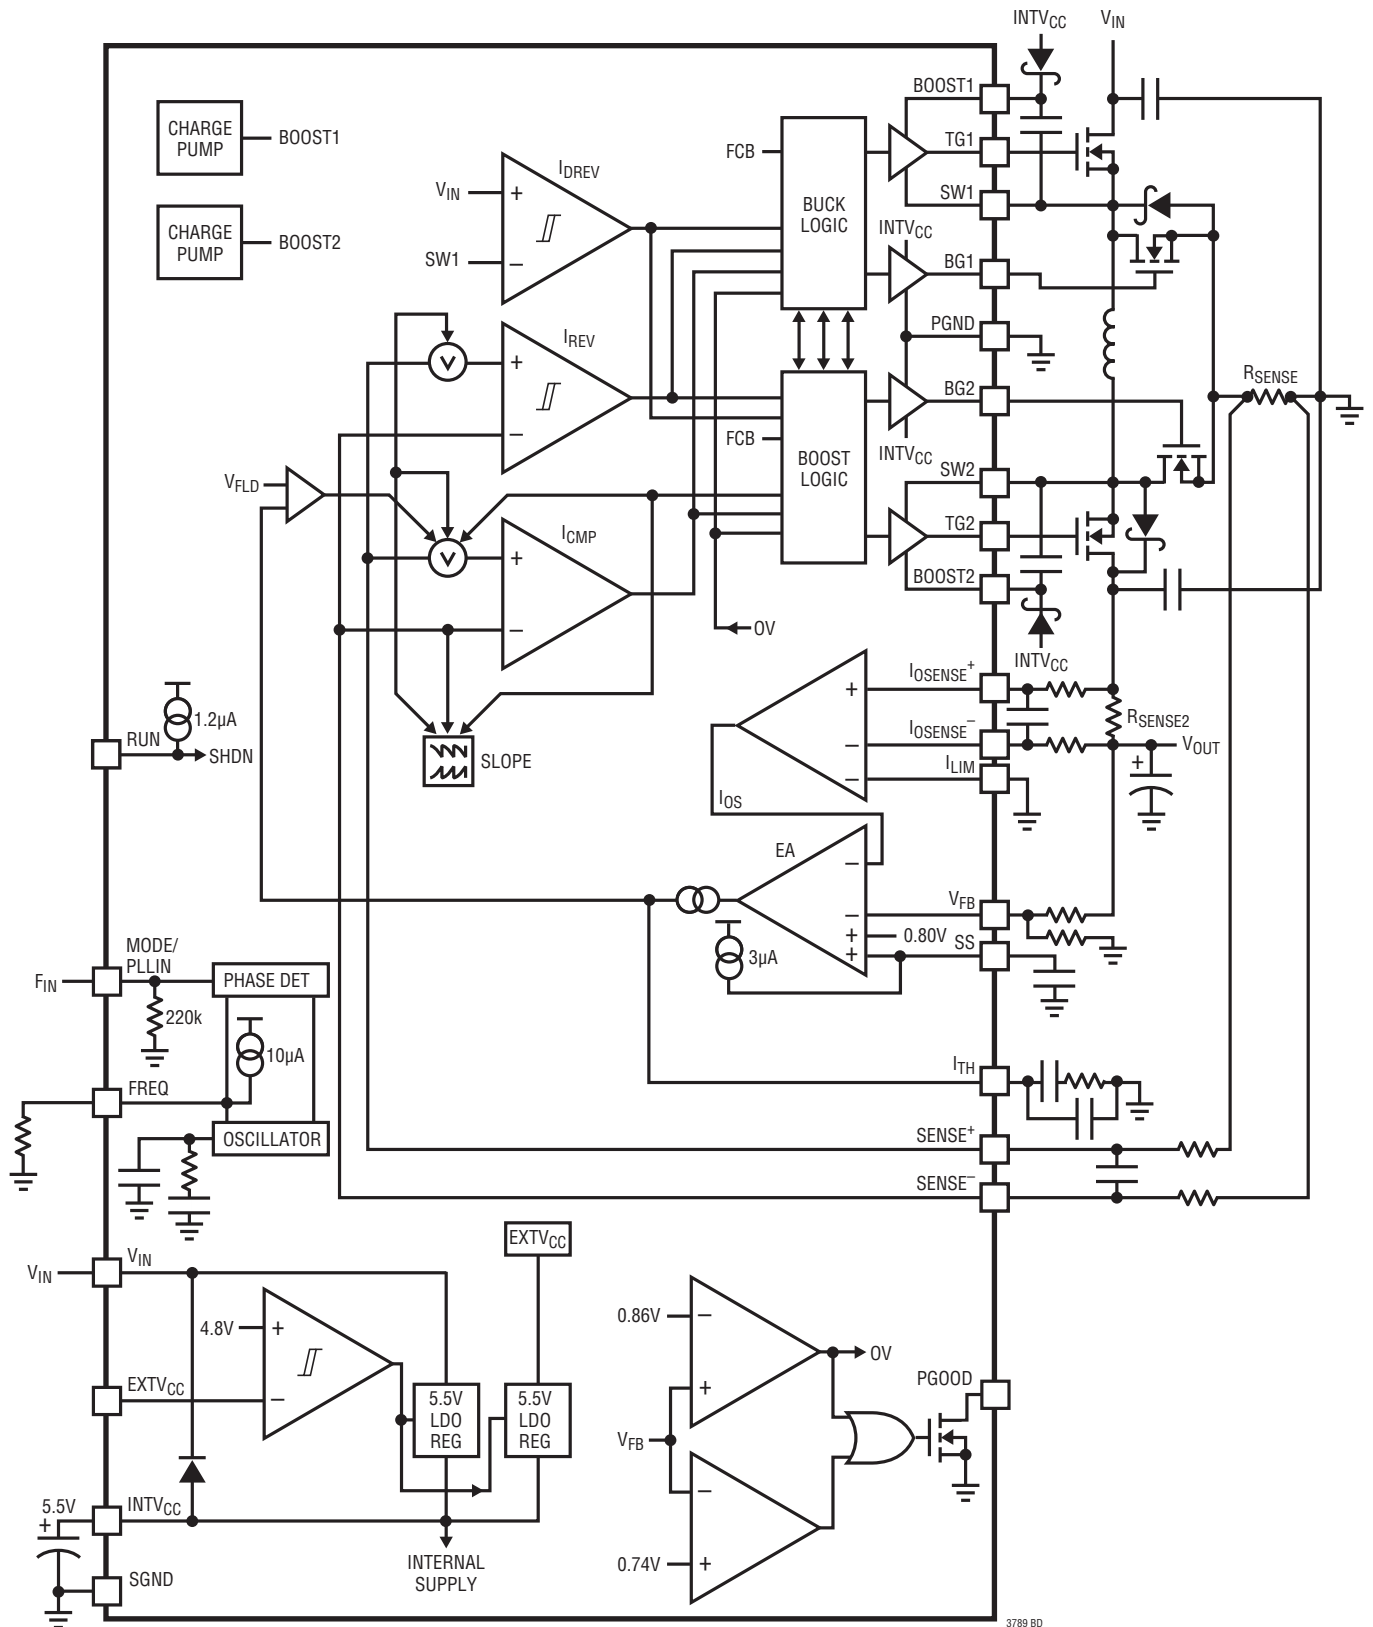 INTVCC
VIN
BOOST1
CHARGE
PUMP
BOOST1
CHARGE
PUMP
BOOST2
VIN
SW1
+
–
IDREV
FCB
BUCK
LOGIC
TG1
SW1
INTVCC
BG1
PGND
IREV
+
–
BG2
RSENSE
FCB
BOOST
LOGIC
INTVCC
SW2
VFLD
V
V
ICMP
+
–
TG2
BOOST2
OV
INTVCC
IOSENSE+
+
IOSENSE–
–
ILIM
–
RSENSE2
VOUT
+
1.2µA
RUN
SHDN
SLOPE
IOS
EA
–
–
VFB
+
0.80V
+
SS
3µA
MODE/
PLLIN
FIN
PHASE DET
220k
10µA
FREQ
OSCILLATOR
ITH
SENSE+
SENSE–
EXTVCC
VIN
VIN
4.8V
+
–
EXTVCC
5.5V
LDO
REG
5.5V
LDO
REG
5.5V
+
INTVCC
SGND
INTERNAL
SUPPLY
0.86V
–
+
OV
VFB
–
0.74V
+
PGOOD
3789 BD